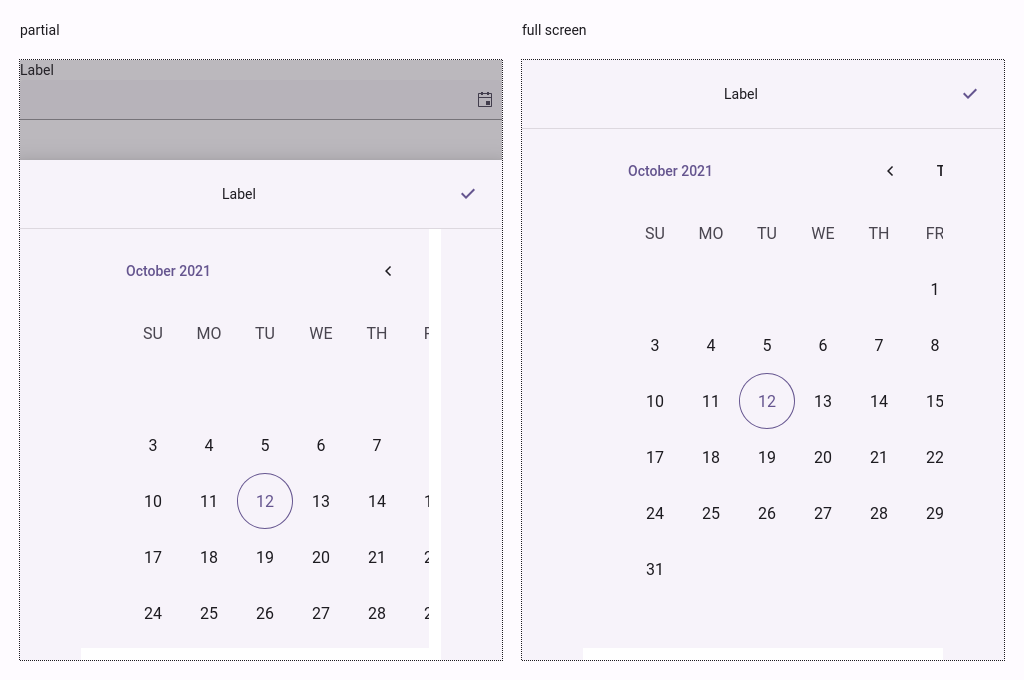 partial
Label
Label
October 2021
SU MO TU WE TH
3 4 5 6 7
10 11 12 13 14
17 18 19 20 21
24 25 26 27 28
full screen
Label
October 2021
SU MO TU WE TH FR
1
3 4 5 6 7 8
10 11 12 13 14 15
17 18 19 20 21 22
24 25 26 27 28 29
31